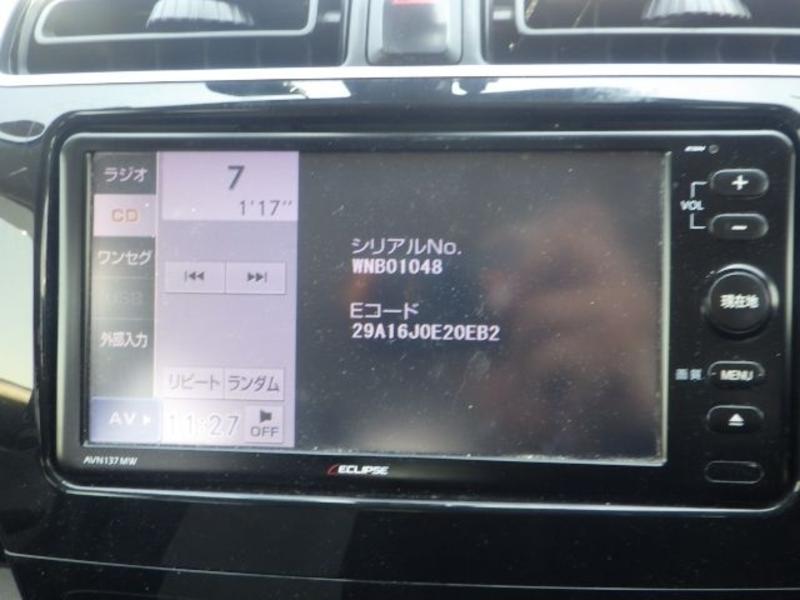 ラジオ
7
1'17''
CD
ワンセグ
USB
外部入力
リピート
ランダム
AV
11:27
OFF
シリアルNo.
WNB01048
Eコード
29A16J0E20EB2
VOL
+
-
現在地
画質
MENU
AVN137MW
ECLIPSE